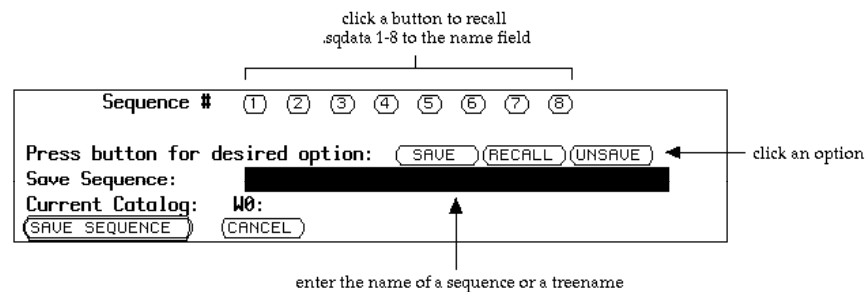 click a button to recall
.sqdata 1-8 to the name field
Sequence # 1 2 3 4 5 6 7 8
Press button for desired option: SAVE RECALL UNSAVE
click an option
Save Sequence:
Current Catalog: W0:
SAVE SEQUENCE CANCEL
enter the name of a sequence or a treename